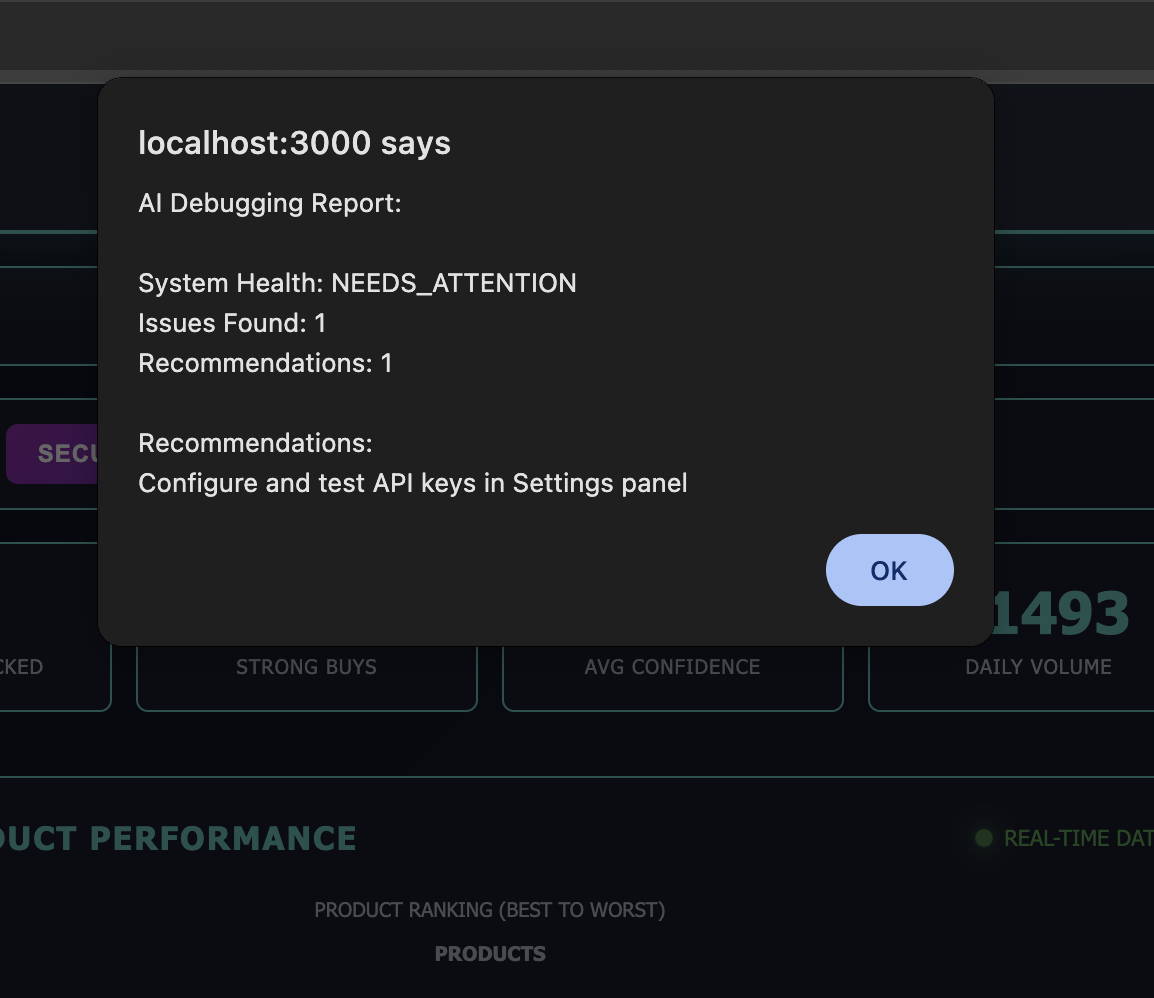 localhost:3000 says
AI Debugging Report:
System Health: NEEDS_ATTENTION
Issues Found: 1
Recommendations: 1
Recommendations:
Configure and test API keys in Settings panel
OK
SECU
1493
CKED
STRONG BUYS
AVG CONFIDENCE
DAILY VOLUME
DUCT PERFORMANCE
REAL-TIME DAT
PRODUCT RANKING (BEST TO WORST)
PRODUCTS